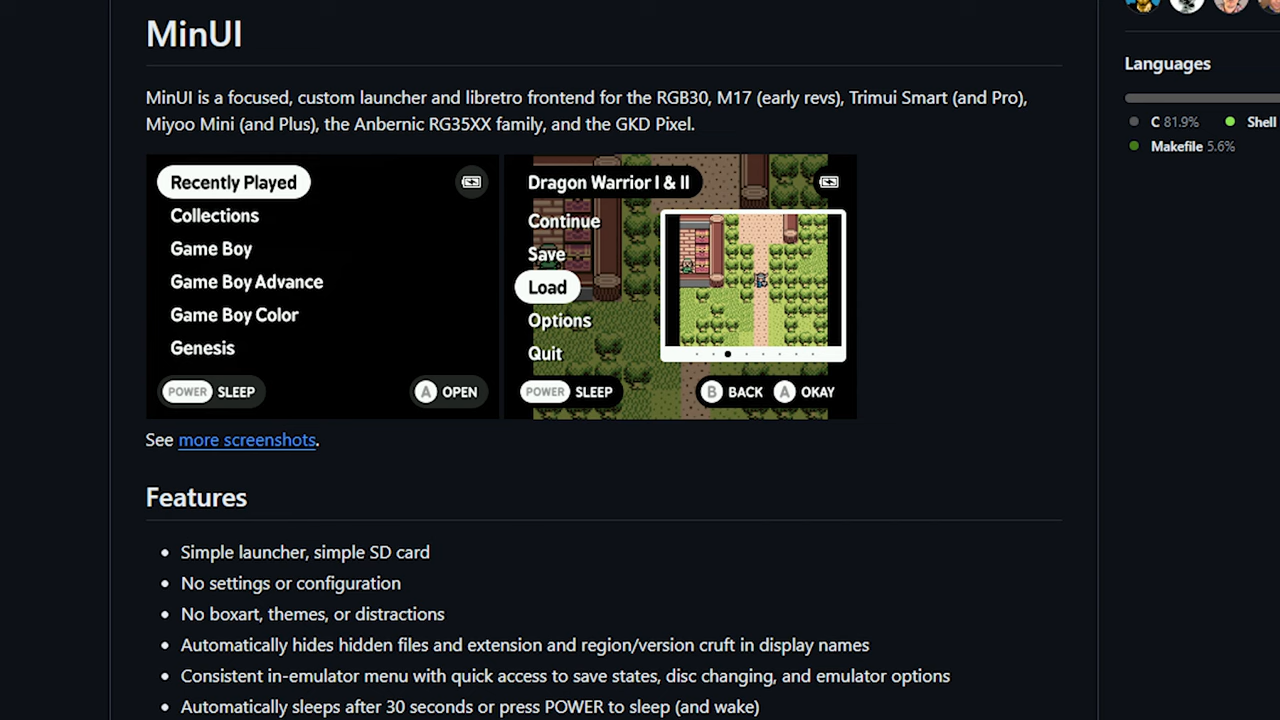 MinUI
MinUI is a focused, custom launcher and libretro frontend for the RGB30, M17 (early revs), Trimui Smart (and Pro),
Miyoo Mini (and Plus), the Anbernic RG35XX family, and the GKD Pixel.
Recently Played
Collections
Game Boy
Game Boy Advance
Game Boy Color
Genesis
POWER SLEEP
A OPEN
Dragon Warrior I & II
Continue
Save
Load
Options
Quit
POWER SLEEP
B BACK A OKAY
See more screenshots.
Features
• Simple launcher, simple SD card
• No settings or configuration
• No boxart, themes, or distractions
• Automatically hides hidden files and extension and region/version cruft in display names
• Consistent in-emulator menu with quick access to save states, disc changing, and emulator options
• Automatically sleeps after 30 seconds or press POWER to sleep (and wake)
Languages
C 81.9% Shell
Makefile 5.6%